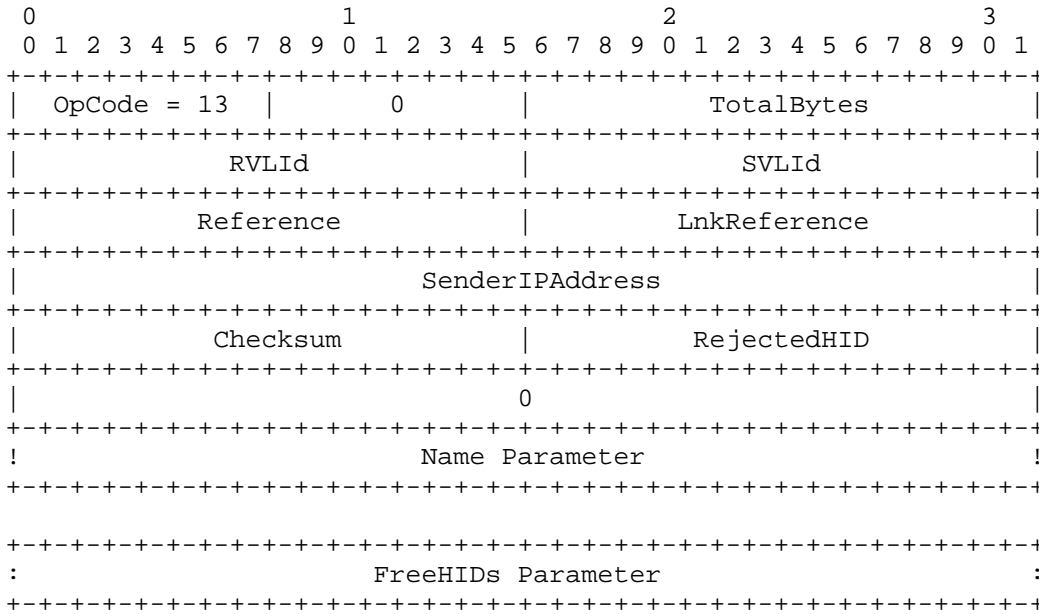 0                   1                   2                   3
 0 1 2 3 4 5 6 7 8 9 0 1 2 3 4 5 6 7 8 9 0 1 2 3 4 5 6 7 8 9 0 1
+-+-+-+-+-+-+-+-+-+-+-+-+-+-+-+-+-+-+-+-+-+-+-+-+-+-+-+-+-+-+-+-+
|  OpCode = 13  |       0       |           TotalBytes          |
+-+-+-+-+-+-+-+-+-+-+-+-+-+-+-+-+-+-+-+-+-+-+-+-+-+-+-+-+-+-+-+-+
|             RVLId             |             SVLId             |
+-+-+-+-+-+-+-+-+-+-+-+-+-+-+-+-+-+-+-+-+-+-+-+-+-+-+-+-+-+-+-+-+
|           Reference           |         LnkReference          |
+-+-+-+-+-+-+-+-+-+-+-+-+-+-+-+-+-+-+-+-+-+-+-+-+-+-+-+-+-+-+-+-+
|                         SenderIPAddress                       |
+-+-+-+-+-+-+-+-+-+-+-+-+-+-+-+-+-+-+-+-+-+-+-+-+-+-+-+-+-+-+-+-+
|            Checksum           |          RejectedHID          |
+-+-+-+-+-+-+-+-+-+-+-+-+-+-+-+-+-+-+-+-+-+-+-+-+-+-+-+-+-+-+-+-+
|                               0                               |
+-+-+-+-+-+-+-+-+-+-+-+-+-+-+-+-+-+-+-+-+-+-+-+-+-+-+-+-+-+-+-+-+
!                         Name Parameter                        !
+-+-+-+-+-+-+-+-+-+-+-+-+-+-+-+-+-+-+-+-+-+-+-+-+-+-+-+-+-+-+-+-+

+-+-+-+-+-+-+-+-+-+-+-+-+-+-+-+-+-+-+-+-+-+-+-+-+-+-+-+-+-+-+-+-+
:                      FreeHIDs Parameter                       :
+-+-+-+-+-+-+-+-+-+-+-+-+-+-+-+-+-+-+-+-+-+-+-+-+-+-+-+-+-+-+-+-+